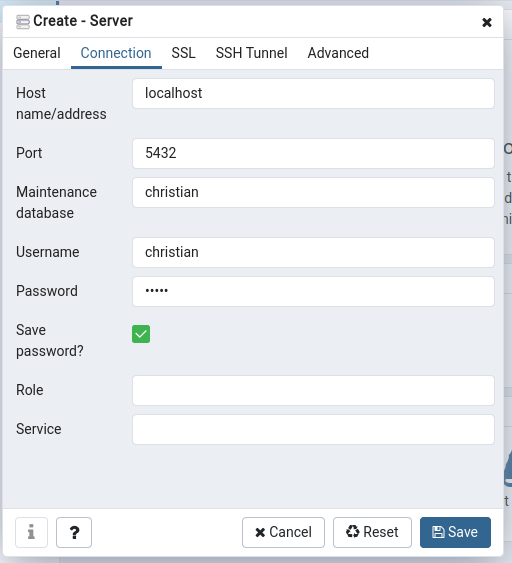 Create - Server
General Connection SSL SSH Tunnel Advanced
Host name/address
localhost
Port
5432
Maintenance database
christian
Username
christian
Password
•••••
Save password?
Role
Service
i ? Cancel Reset Save